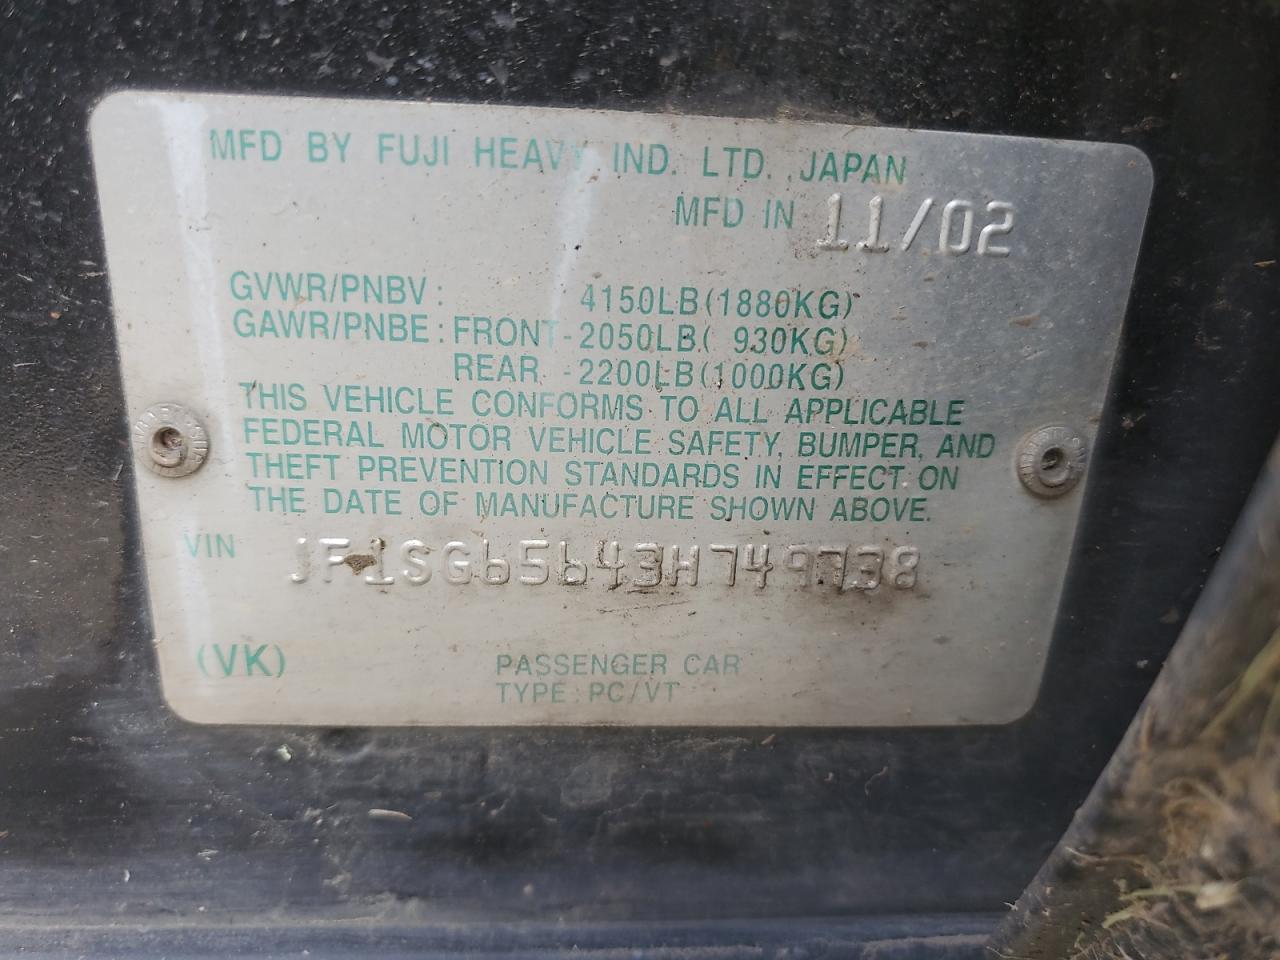 MFD BY FUJI HEAVY IND. LTD. JAPAN
MFD IN 11/02
GVWR/PNBV: 4150LB(1880KG)
GAWR/PNBE: FRONT-2050LB( 930KG)
REAR -2200LB(1000KG)
THIS VEHICLE CONFORMS TO ALL APPLICABLE
FEDERAL MOTOR VEHICLE SAFETY, BUMPER, AND
THEFT PREVENTION STANDARDS IN EFFECT ON
THE DATE OF MANUFACTURE SHOWN ABOVE.
VIN JF1SG65643H749738
(VK) PASSENGER CAR
TYPE:PC/VT